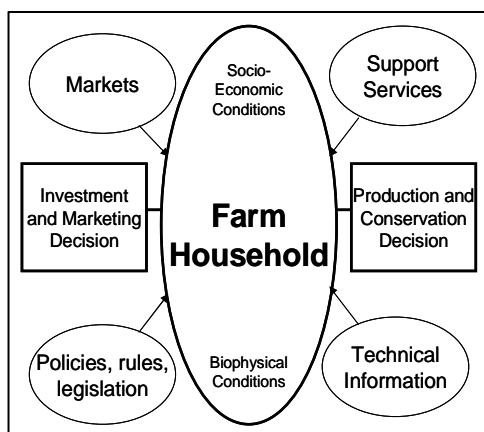 Markets
Socio-
Economic
Conditions
Support
Services
Investment
and Marketing
Decision
Farm
Household
Production and
Conservation
Decision
Policies, rules,
legislation
Biophysical
Conditions
Technical
Information